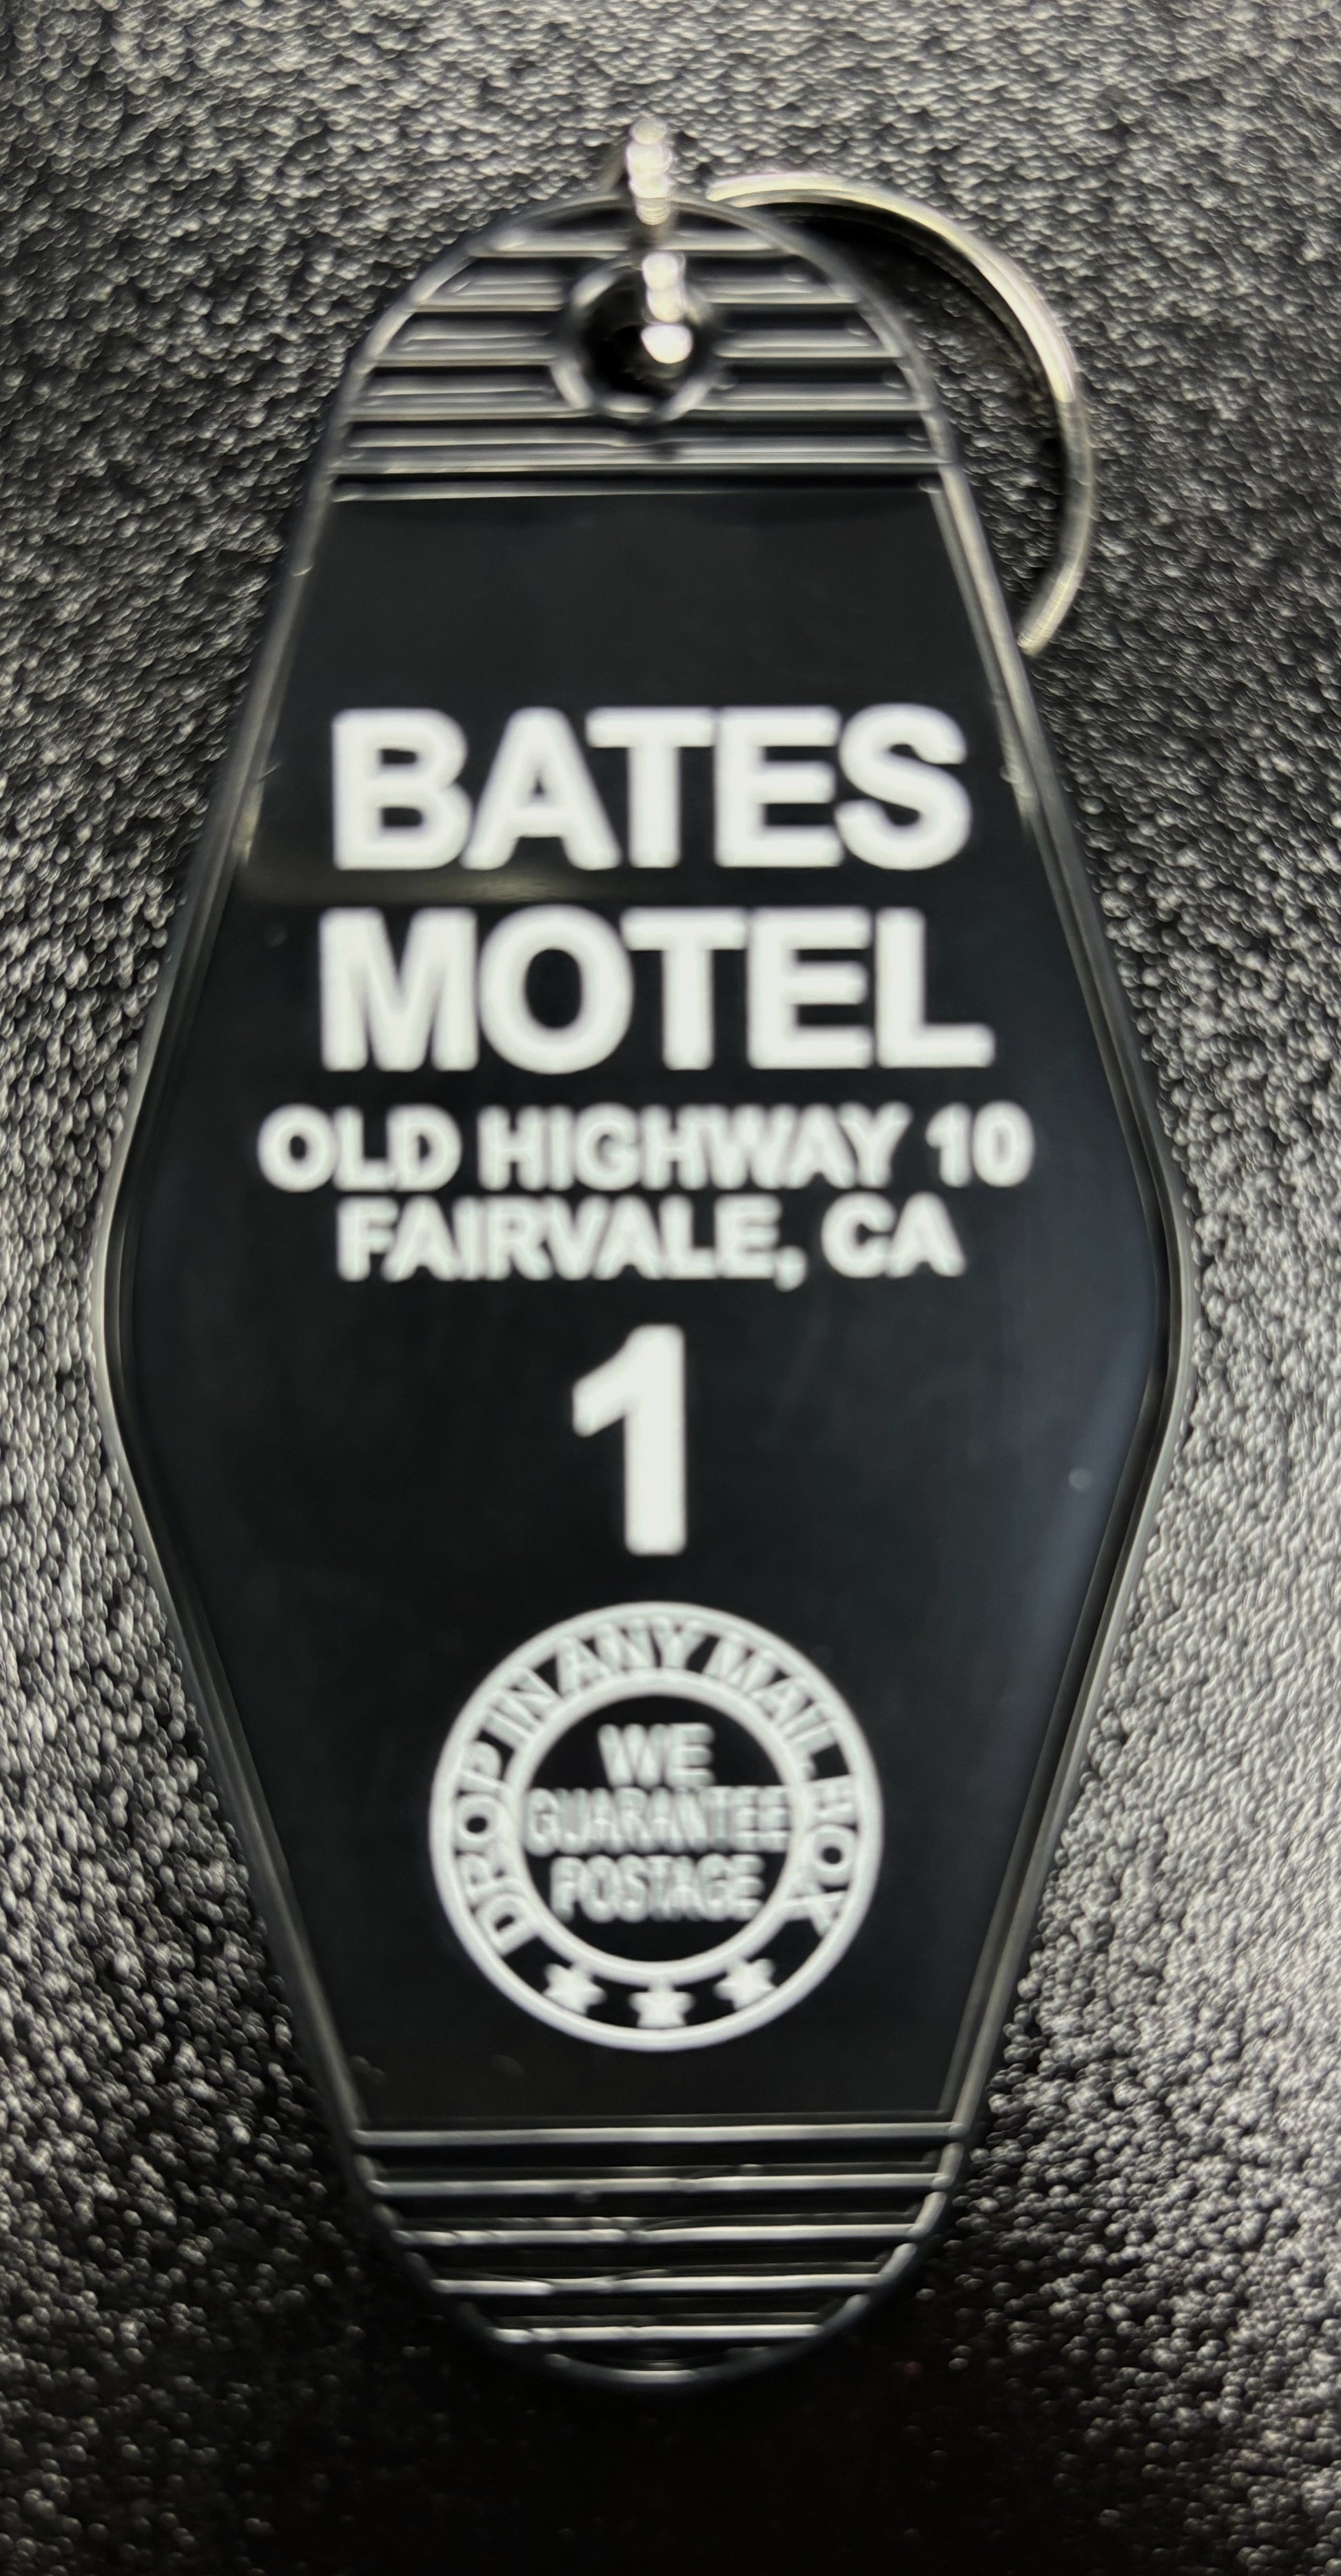 BATES
MOTEL
OLD HIGHWAY 10
FAIRVALE, CA
1
DROP IN ANY MAIL BOX
WE
GUARANTEE
POSTAGE